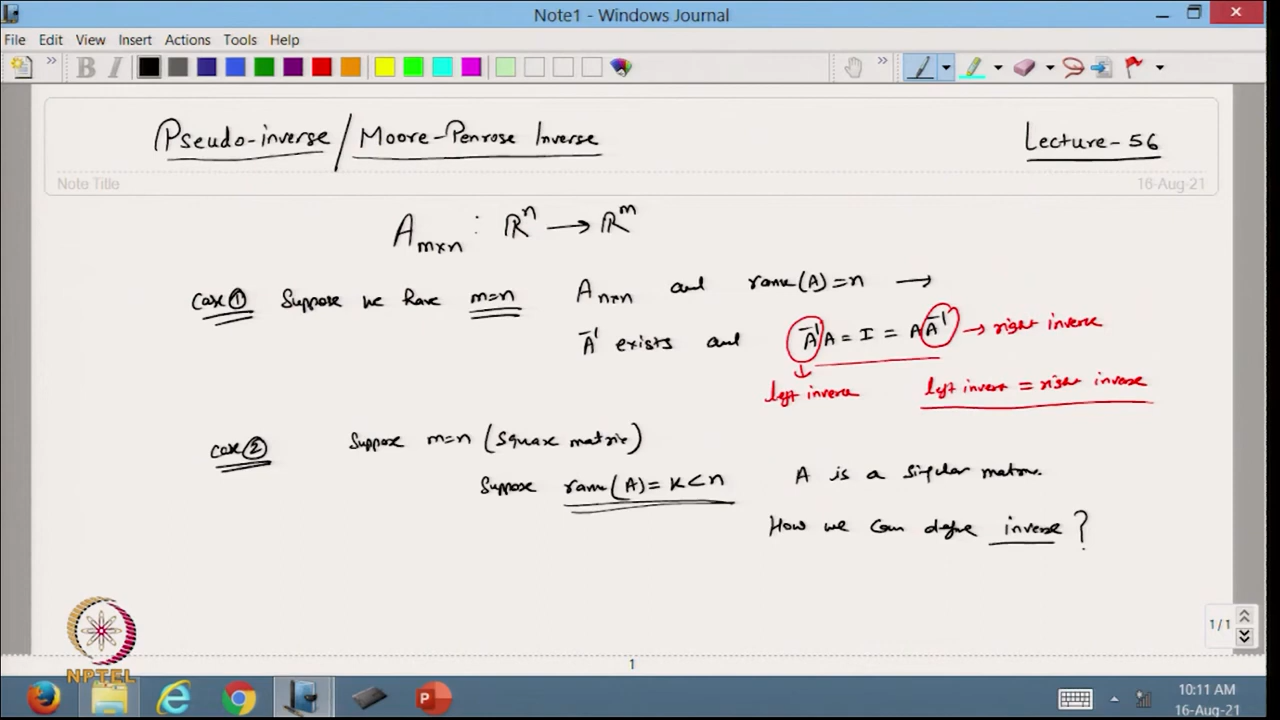 Note1 - Windows Journal
File Edit View Insert Actions Tools Help
Pseudo-inverse / Moore-Penrose Inverse Lecture-56
Note Title 16-Aug-21
A_{m×n} : ℝ^n → ℝ^m
Case ① Suppose we have m=n A_{n×n} and rank(A)=n →
A^{-1} exists and A^{-1}A = I = AA^{-1} → right inverse
↓
left inverse left invert = right inverse
Case ② Suppose m=n (Square matrix)
Suppose rank(A)= K<n A is a singular matrix.
How we can define inverse ?
NPTEL
1 / 1
1
10:11 AM
16-Aug-21